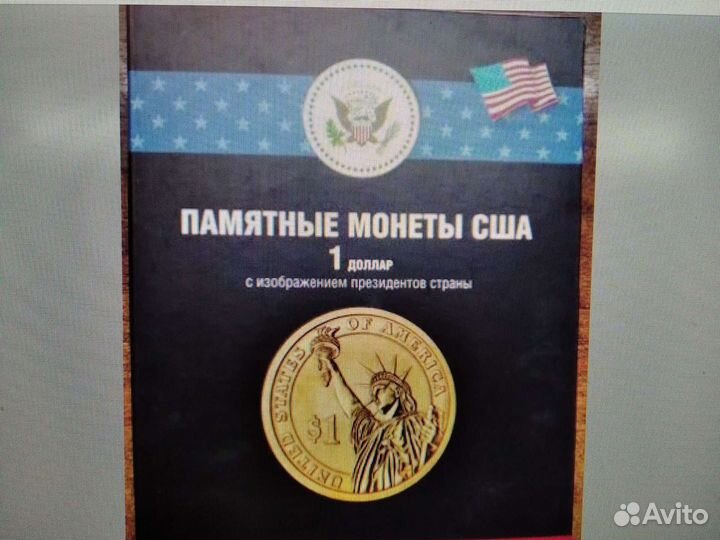 ПАМЯТНЫЕ МОНЕТЫ США
1 ДОЛЛАР
с изображением президентов страны
UNITED STATES OF AMERICA
$1
Avito